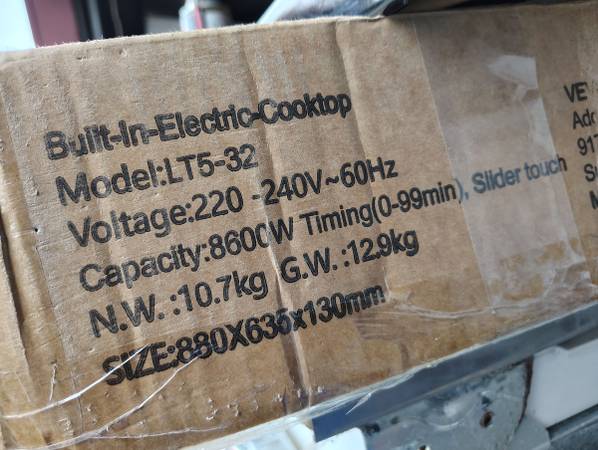 Built-In-Electric-Cooktop
Model:LT5-32
Voltage:220 -240V~60Hz
Capacity:8600W Timing(0-99min), Slider touch
N.W. :10.7kg G.W. :12.9kg
SIZE:880X635x130mm